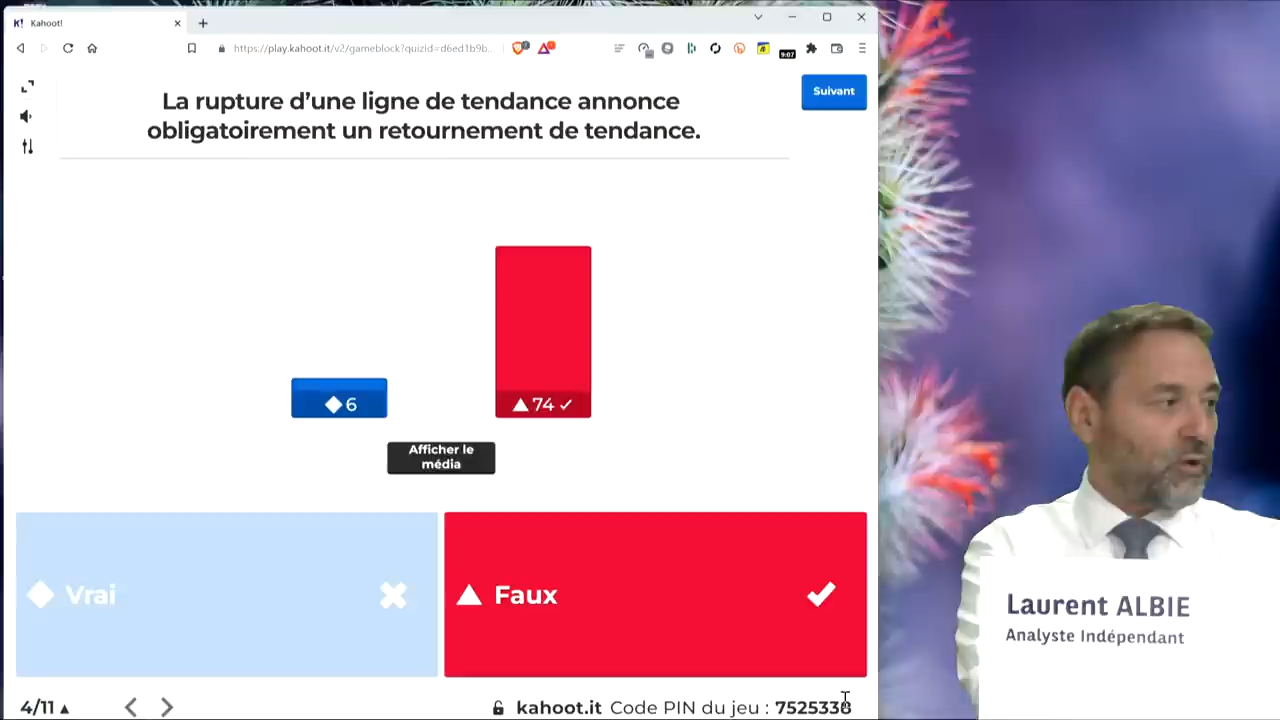 K! Kahoot!
https://play.kahoot.it/v2/gameblock?quizId=d6ed1b9b...
9:07
La rupture d’une ligne de tendance annonce
obligatoirement un retournement de tendance.
Suivant
6
74
Afficher le
média
Vrai
Faux
4/11
kahoot.it Code PIN du jeu : 7525338
Laurent ALBIE
Analyste Indépendant